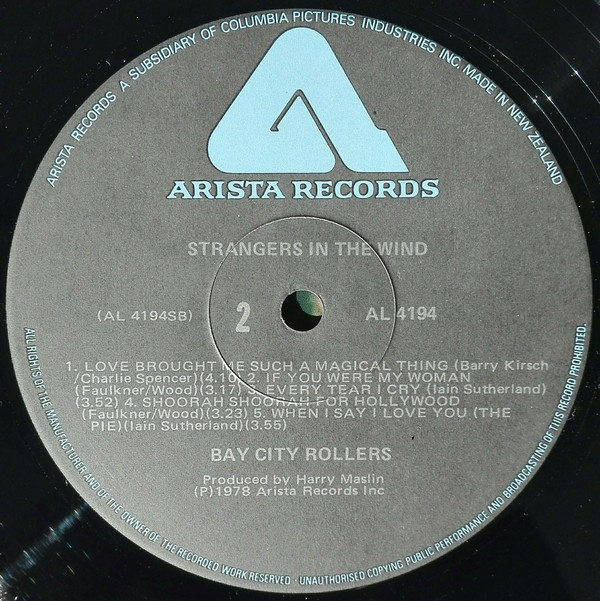 ARISTA RECORDS A SUBSIDIARY OF COLUMBIA PICTURES INDUSTRIES INC. MADE IN NEW ZEALAND
ARISTA RECORDS
STRANGERS IN THE WIND
(AL 4194SB) 2 AL 4194
1. LOVE BROUGHT ME SUCH A MAGICAL THING (Barry Kirsch
/Charlie Spencer)(4.10) 2. IF YOU WERE MY WOMAN
(Faulkner/Wood)(3.17) 3. EVERY TEAR I CRY (Iain Sutherland)
(3.52) 4. SHOORAH SHOORAH FOR HOLLYWOOD
(Faulkner/Wood)(3.23) 5. WHEN I SAY I LOVE YOU (THE
PIE)(Iain Sutherland)(3.55)
BAY CITY ROLLERS
Produced by Harry Maslin
(P)1978 Arista Records Inc
ALL RIGHTS OF THE MANUFACTURER AND OF THE OWNER OF THE RECORDED WORK RESERVED · UNAUTHORISED COPYING PUBLIC PERFORMANCE AND BROADCASTING OF THIS RECORD PROHIBITED.